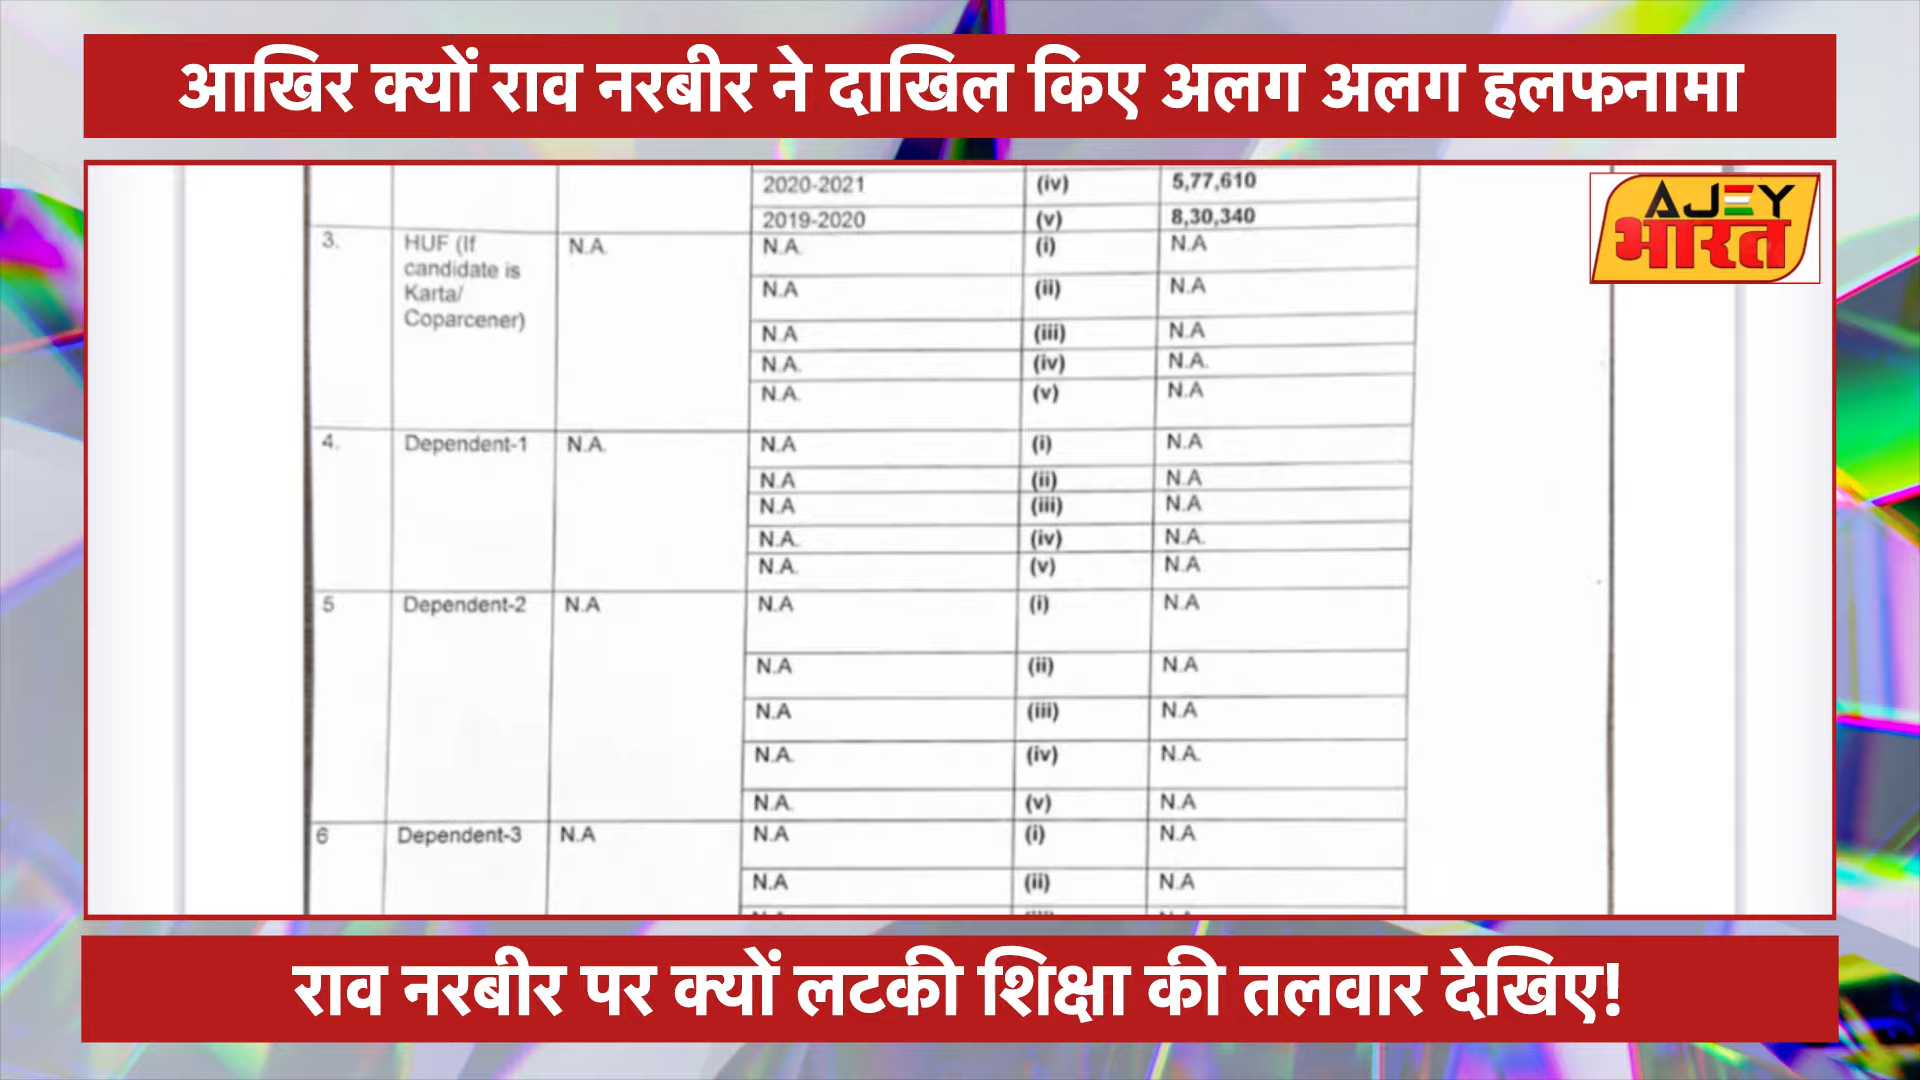 आखिर क्यों राव नरबीर ने दाखिल किए अलग अलग हलफनामा
AJEY
भारत
2020-2021 (iv) 5,77,610
2019-2020 (v) 8,30,340
3. HUF (If candidate is Karta/ Coparcener) N.A. N.A. (i) N.A
N.A (ii) N.A
N.A (iii) N.A
N.A. (iv) N.A.
N.A. (v) N.A
4. Dependent-1 N.A. N.A (i) N.A
N.A (ii) N.A
N.A (iii) N.A
N.A. (iv) N.A.
N.A. (v) N.A
5 Dependent-2 N.A N.A (i) N.A
N.A (ii) N.A
N.A (iii) N.A
N.A. (iv) N.A.
N.A. (v) N.A
6 Dependent-3 N.A N.A (i) N.A
N.A (ii) N.A
राव नरबीर पर क्यों लटकी शिक्षा की तलवार देखिए!